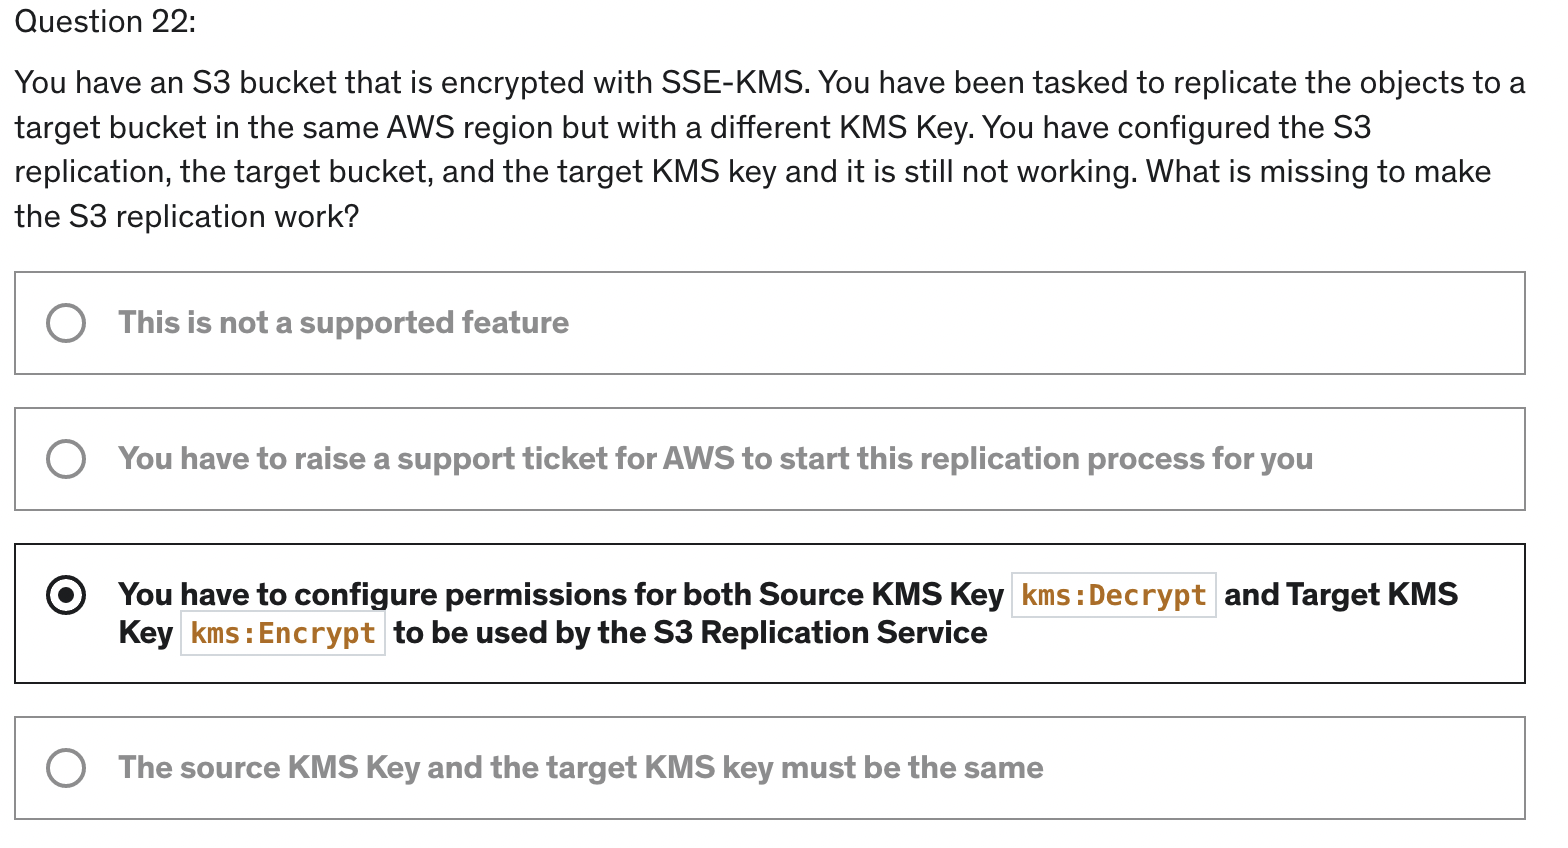 Question 22:
You have an S3 bucket that is encrypted with SSE-KMS. You have been tasked to replicate the objects to a
target bucket in the same AWS region but with a different KMS Key. You have configured the S3
replication, the target bucket, and the target KMS key and it is still not working. What is missing to make
the S3 replication work?
This is not a supported feature
You have to raise a support ticket for AWS to start this replication process for you
You have to configure permissions for both Source KMS Key kms:Decrypt and Target KMS
Key kms:Encrypt to be used by the S3 Replication Service
The source KMS Key and the target KMS key must be the same